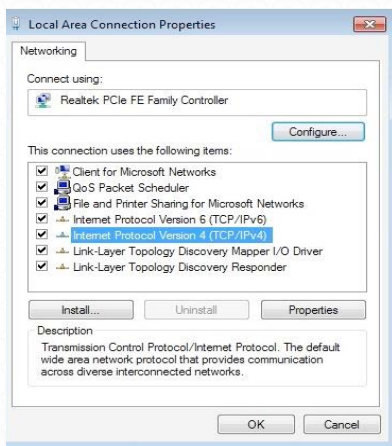 Local Area Connection Properties
Networking
Connect using:
Realtek PCIe FE Family Controller
Configure...
This connection uses the following items:
Client for Microsoft Networks
QoS Packet Scheduler
File and Printer Sharing for Microsoft Networks
Internet Protocol Version 6 (TCP/IPv6)
Internet Protocol Version 4 (TCP/IPv4)
Link-Layer Topology Discovery Mapper I/O Driver
Link-Layer Topology Discovery Responder
Install... Uninstall Properties
Description
Transmission Control Protocol/Internet Protocol. The default
wide area network protocol that provides communication
across diverse interconnected networks.
OK Cancel